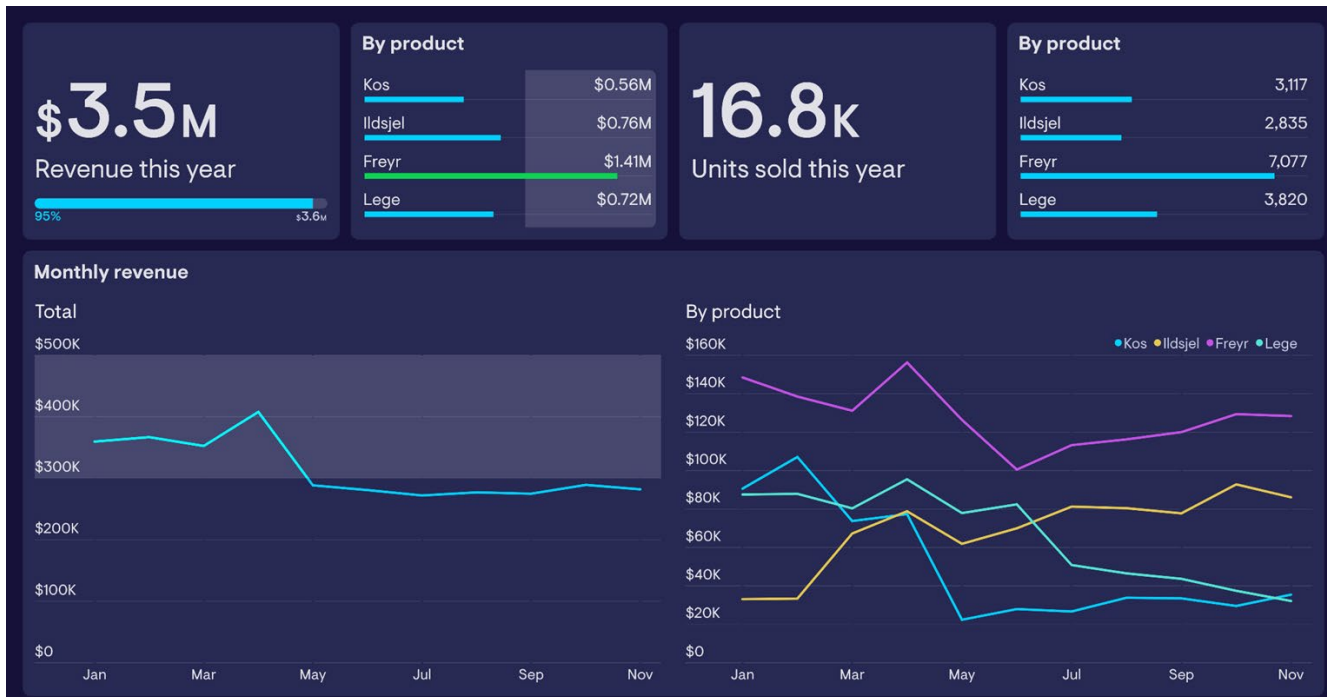 $3.5M
Revenue this year
95% $3.6M
By product
Kos $0.56M
Ildsjel $0.76M
Freyr $1.41M
Lege $0.72M
16.8K
Units sold this year
By product
Kos 3,117
Ildsjel 2,835
Freyr 7,077
Lege 3,820
Monthly revenue
Total
$500K
$400K
$300K
$200K
$100K
$0
Jan Mar May Jul Sep Nov
By product
Kos Ildsjel Freyr Lege
$160K
$140K
$120K
$100K
$80K
$60K
$40K
$20K
$0
Jan Mar May Jul Sep Nov